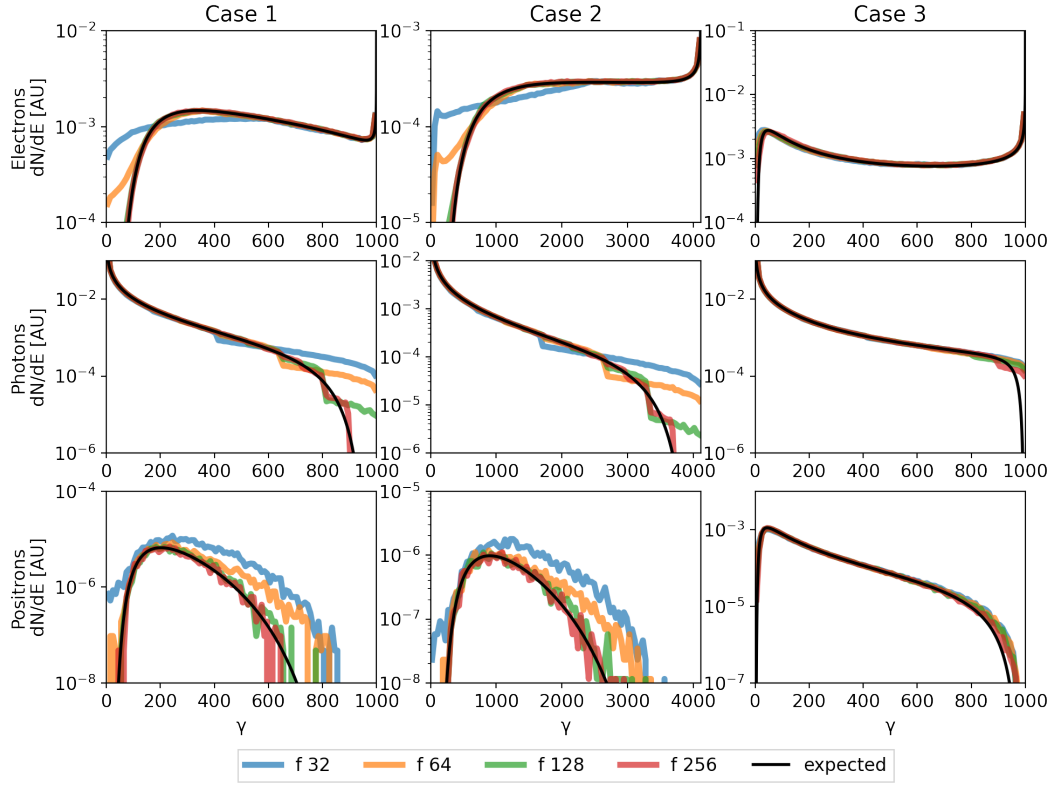 Case 1 Case 2 Case 3
Electrons
dN/dE [AU]
10⁻² 10⁻³ 10⁻¹
10⁻²
10⁻³ 10⁻⁴
10⁻³
10⁻⁴ 10⁻⁵ 10⁻⁴
0 200 400 600 800 1000 0 1000 2000 3000 4000 0 200 400 600 800 1000
Photons
dN/dE [AU]
10⁻²
10⁻² 10⁻³ 10⁻²
10⁻⁴ 10⁻⁴ 10⁻⁴
10⁻⁵
10⁻⁶ 10⁻⁶ 10⁻⁶
0 200 400 600 800 1000 0 1000 2000 3000 4000 0 200 400 600 800 1000
Positrons
dN/dE [AU]
10⁻⁴ 10⁻⁵
10⁻³
10⁻⁶ 10⁻⁶
10⁻⁵
10⁻⁷
10⁻⁸ 10⁻⁸ 10⁻⁷
0 200 400 600 800 1000 0 1000 2000 3000 4000 0 200 400 600 800 1000
γ γ γ
f 32 f 64 f 128 f 256 expected